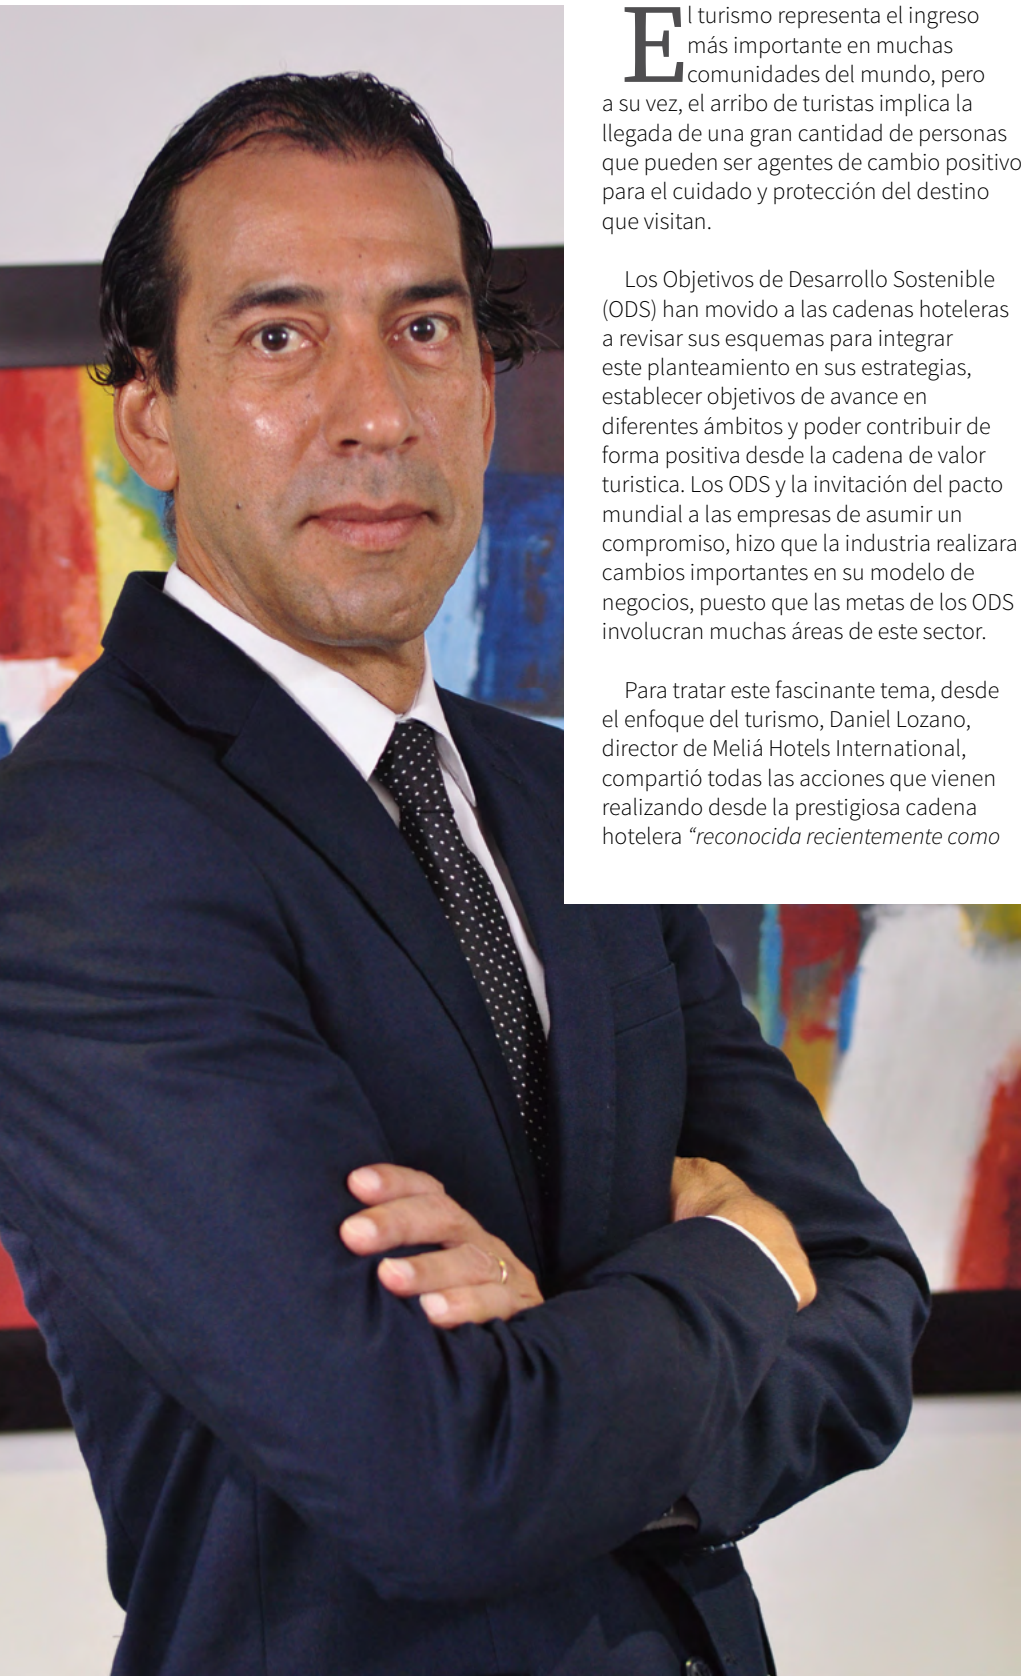 El turismo representa el ingreso
más importante en muchas
comunidades del mundo, pero
a su vez, el arribo de turistas implica la
llegada de una gran cantidad de personas
que pueden ser agentes de cambio positivo
para el cuidado y protección del destino
que visitan.
Los Objetivos de Desarrollo Sostenible
(ODS) han movido a las cadenas hoteleras
a revisar sus esquemas para integrar
este planteamiento en sus estrategias,
establecer objetivos de avance en
diferentes ámbitos y poder contribuir de
forma positiva desde la cadena de valor
turistica. Los ODS y la invitación del pacto
mundial a las empresas de asumir un
compromiso, hizo que la industria realizara
cambios importantes en su modelo de
negocios, puesto que las metas de los ODS
involucran muchas áreas de este sector.
Para tratar este fascinante tema, desde
el enfoque del turismo, Daniel Lozano,
director de Meliá Hotels International,
compartió todas las acciones que vienen
realizando desde la prestigiosa cadena
hotelera “reconocida recientemente como